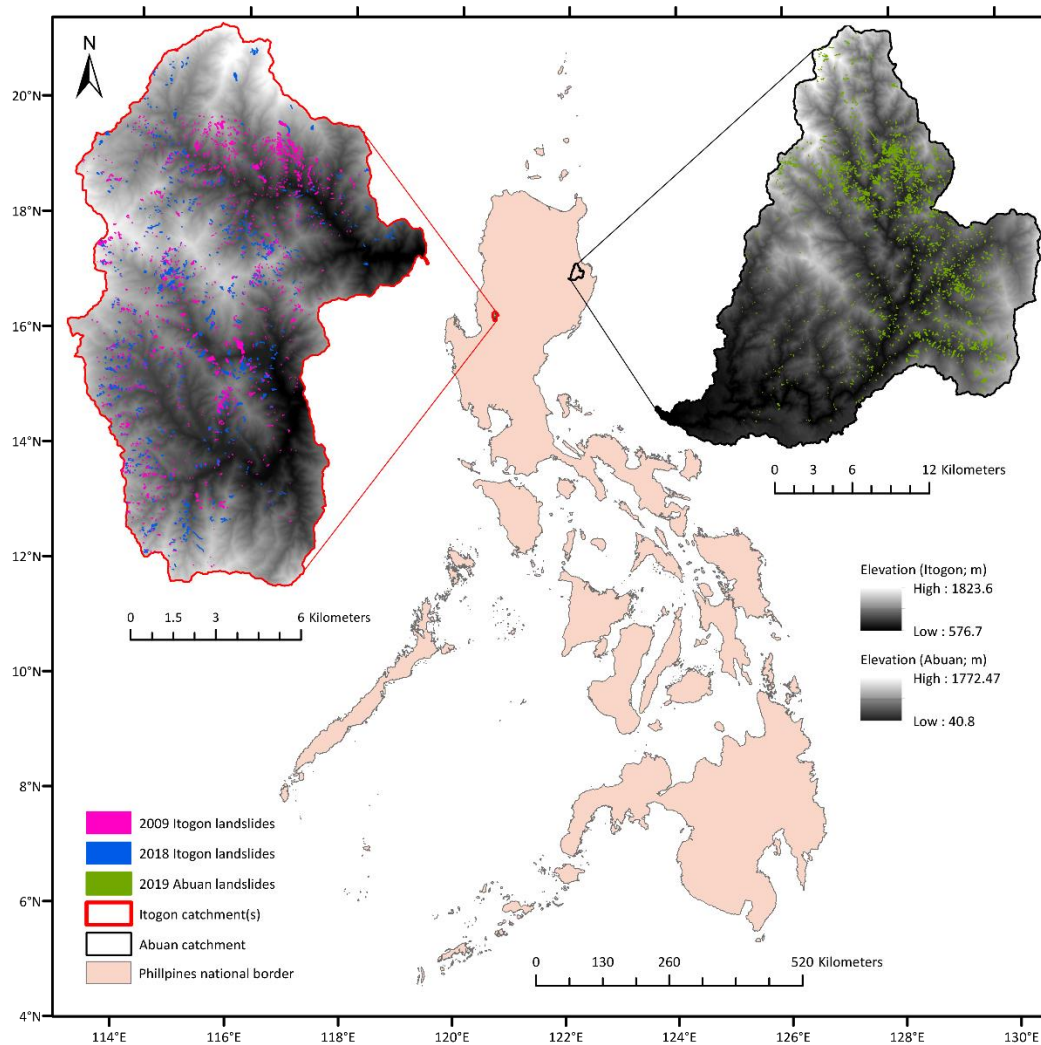 N
20°N
18°N
16°N
14°N
12°N
10°N
8°N
6°N
4°N
0 1.5 3 6 Kilometers
0 3 6 12 Kilometers
Elevation (Itogon; m)
High : 1823.6
Low : 576.7
Elevation (Abuan; m)
High : 1772.47
Low : 40.8
2009 Itogon landslides
2018 Itogon landslides
2019 Abuan landslides
Itogon catchment(s)
Abuan catchment
Phillpines national border
0 130 260 520 Kilometers
114°E 116°E 118°E 120°E 122°E 124°E 126°E 128°E 130°E